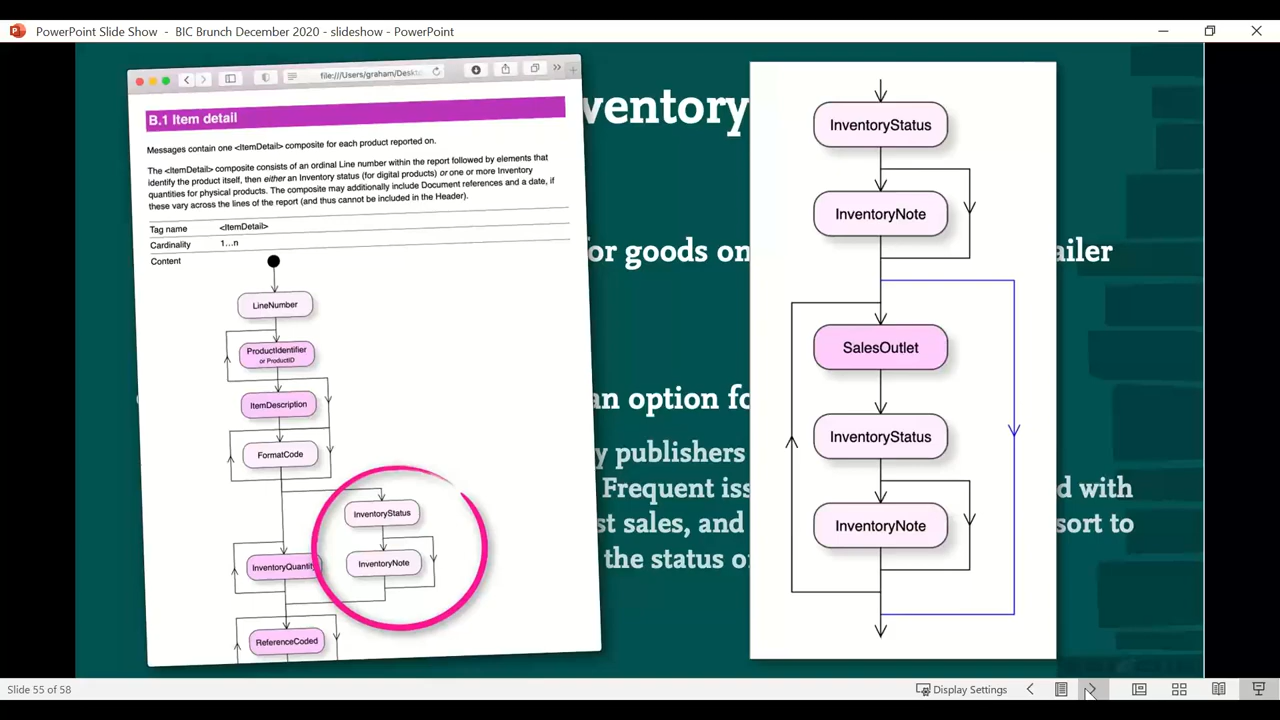 PowerPoint Slide Show - BIC Brunch December 2020 - slideshow - PowerPoint
file:///Users/graham/Deskt
B.1 Item detail
Messages contain one <ItemDetail> composite for each product reported on.
The <ItemDetail> composite consists of an ordinal Line number within the report followed by elements that
identify the product itself, then either an Inventory status (for digital products) or one or more Inventory
quantities for physical products. The composite may additionally include Document references and a date, if
these vary across the lines of the report (and thus cannot be included in the Header).
Tag name <ItemDetail>
Cardinality 1…n
Content
LineNumber
ProductIdentifier
or ProductID
ItemDescription
FormatCode
InventoryStatus
InventoryNote
InventoryQuantity
ReferenceCoded
ventory
or goods on
ailer
an option fo
y publishers
Frequent iss
d with
st sales, and
sort to
the status o
InventoryStatus
InventoryNote
SalesOutlet
InventoryStatus
InventoryNote
Slide 55 of 58
Display Settings